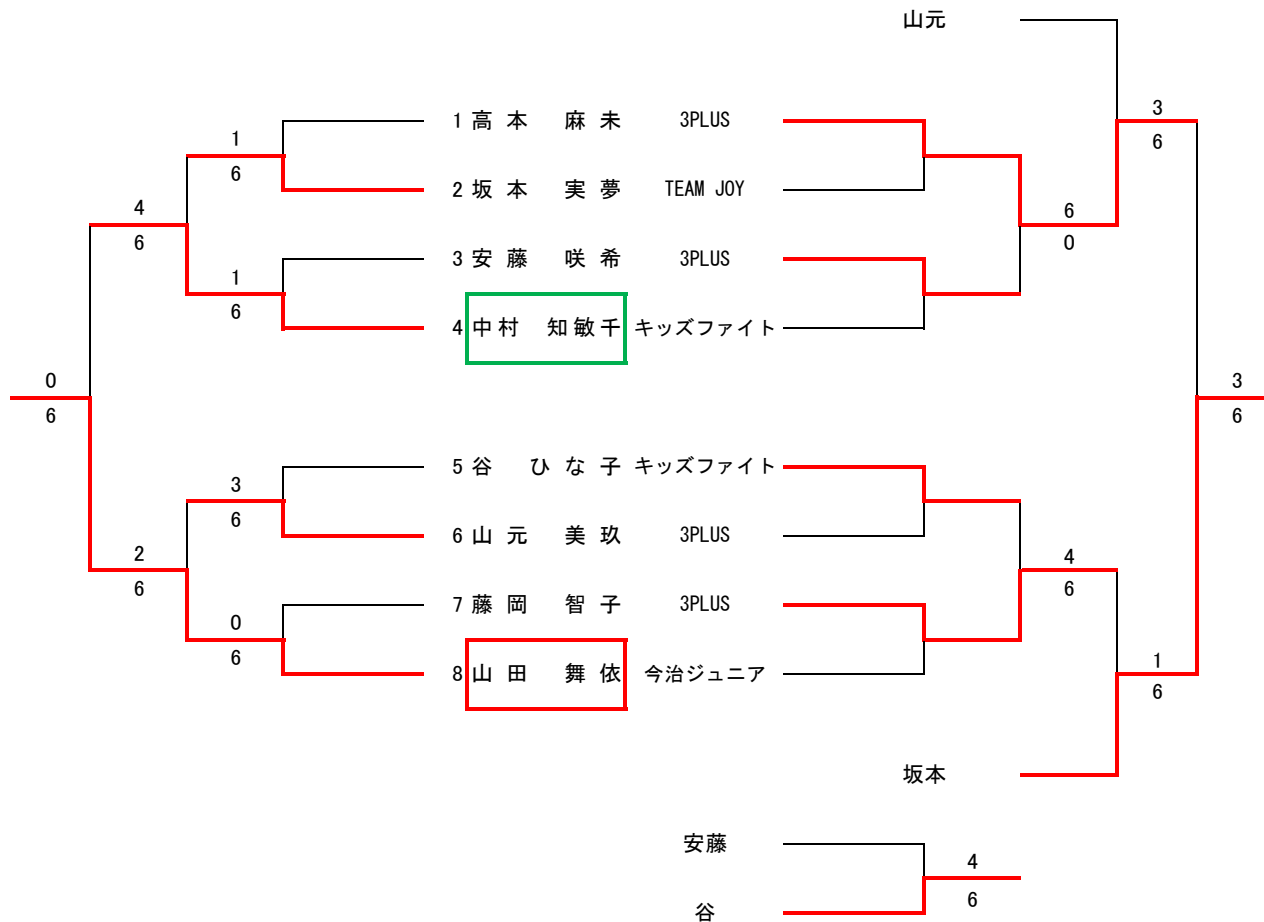 山元
3
6
1 高本 麻未 3PLUS
1
6
2 坂本 実夢 TEAM JOY
4
6
6
0
3 安藤 咲希 3PLUS
1
6
4 中村 知敏千 キッズファイト
0
6
3
6
5 谷 ひな子 キッズファイト
3
6
6 山元 美玖 3PLUS
2
6
4
6
7 藤岡 智子 3PLUS
0
6
8 山田 舞依 今治ジュニア
1
6
坂本
安藤
4
6
谷